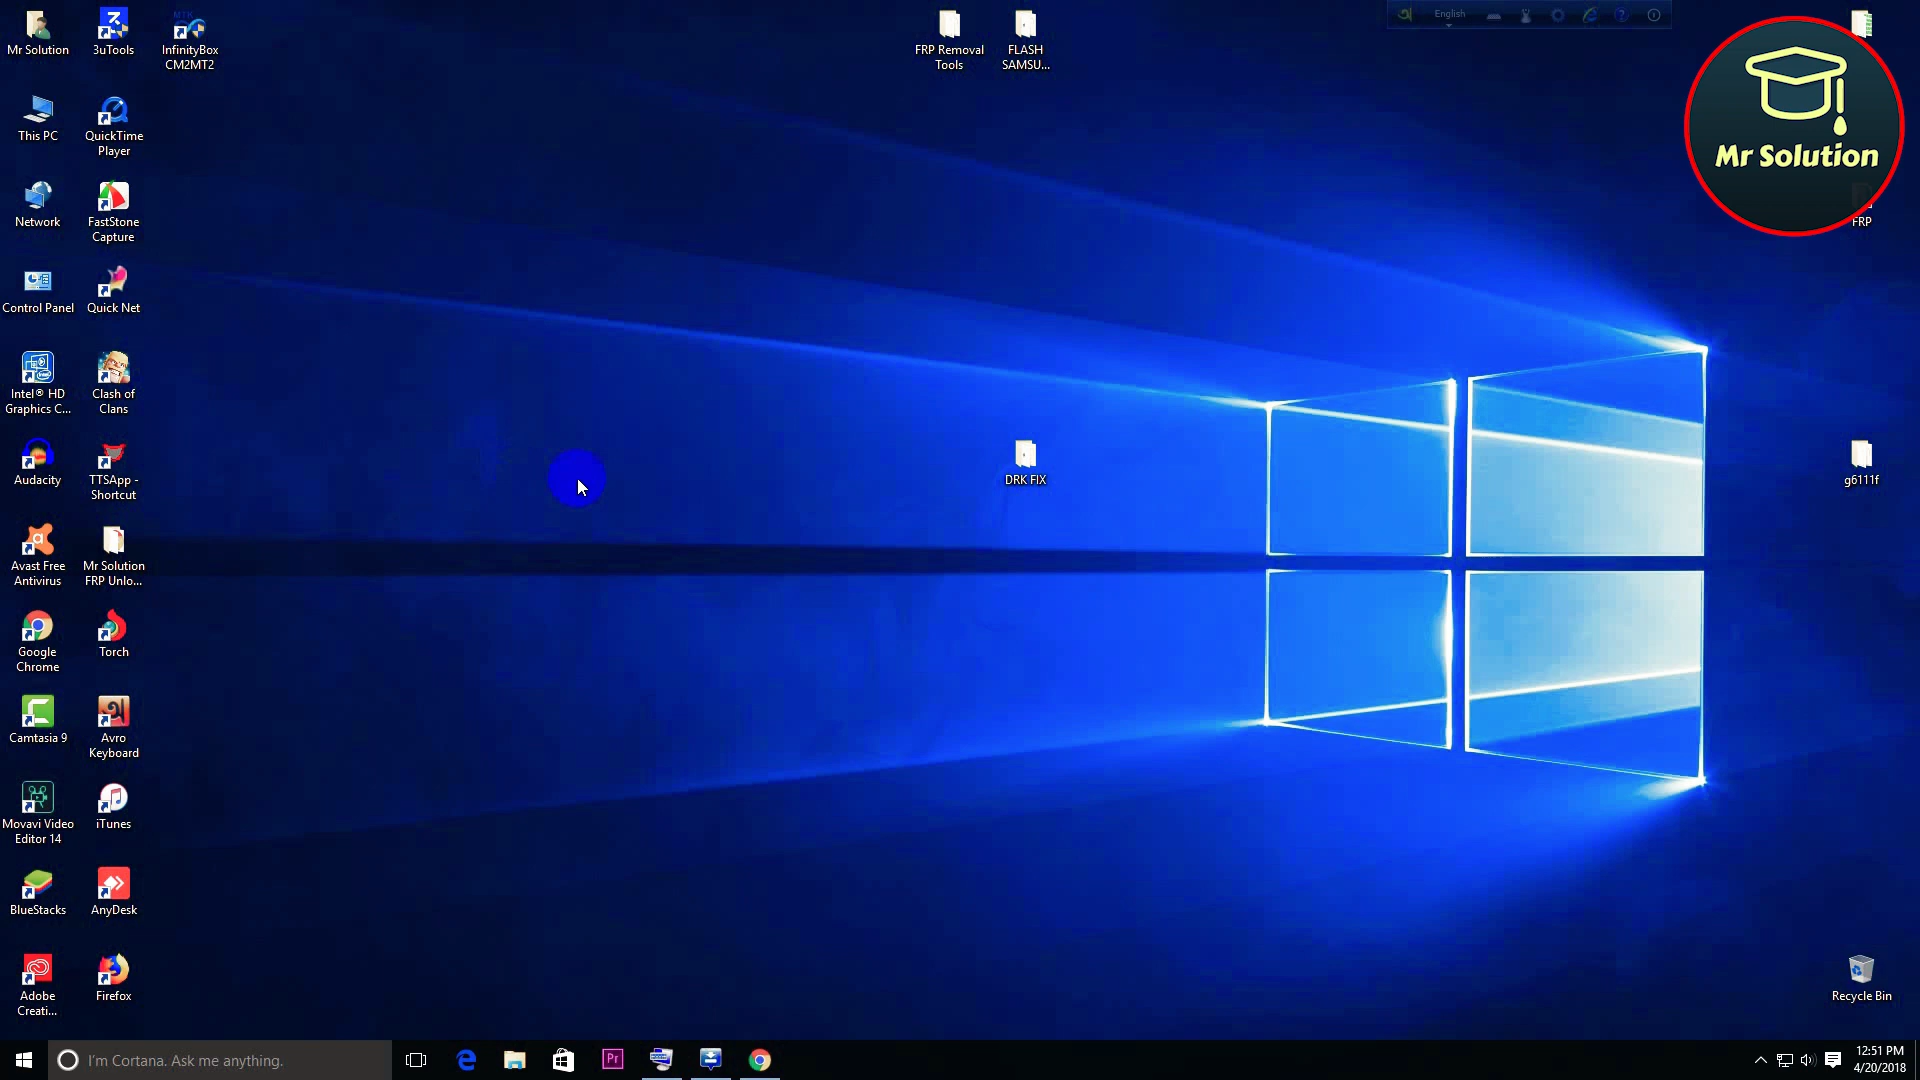 Mr Solution
3uTools
MTK
InfinityBox
CM2MT2
FRP Removal
Tools
FLASH
SAMSU...
English
Mr Solution
This PC
QuickTime
Player
Network
FastStone
Capture
FRP
Control Panel
Quick Net
Intel® HD
Graphics C...
Clash of
Clans
Audacity
TTSApp -
Shortcut
DRK FIX
g6111f
Avast Free
Antivirus
Mr Solution
FRP Unlo...
Google
Chrome
Torch
Camtasia 9
Avro
Keyboard
Movavi Video
Editor 14
iTunes
BlueStacks
AnyDesk
Adobe
Creati...
Firefox
Recycle Bin
I'm Cortana. Ask me anything.
Pr
12:51 PM
4/20/2018